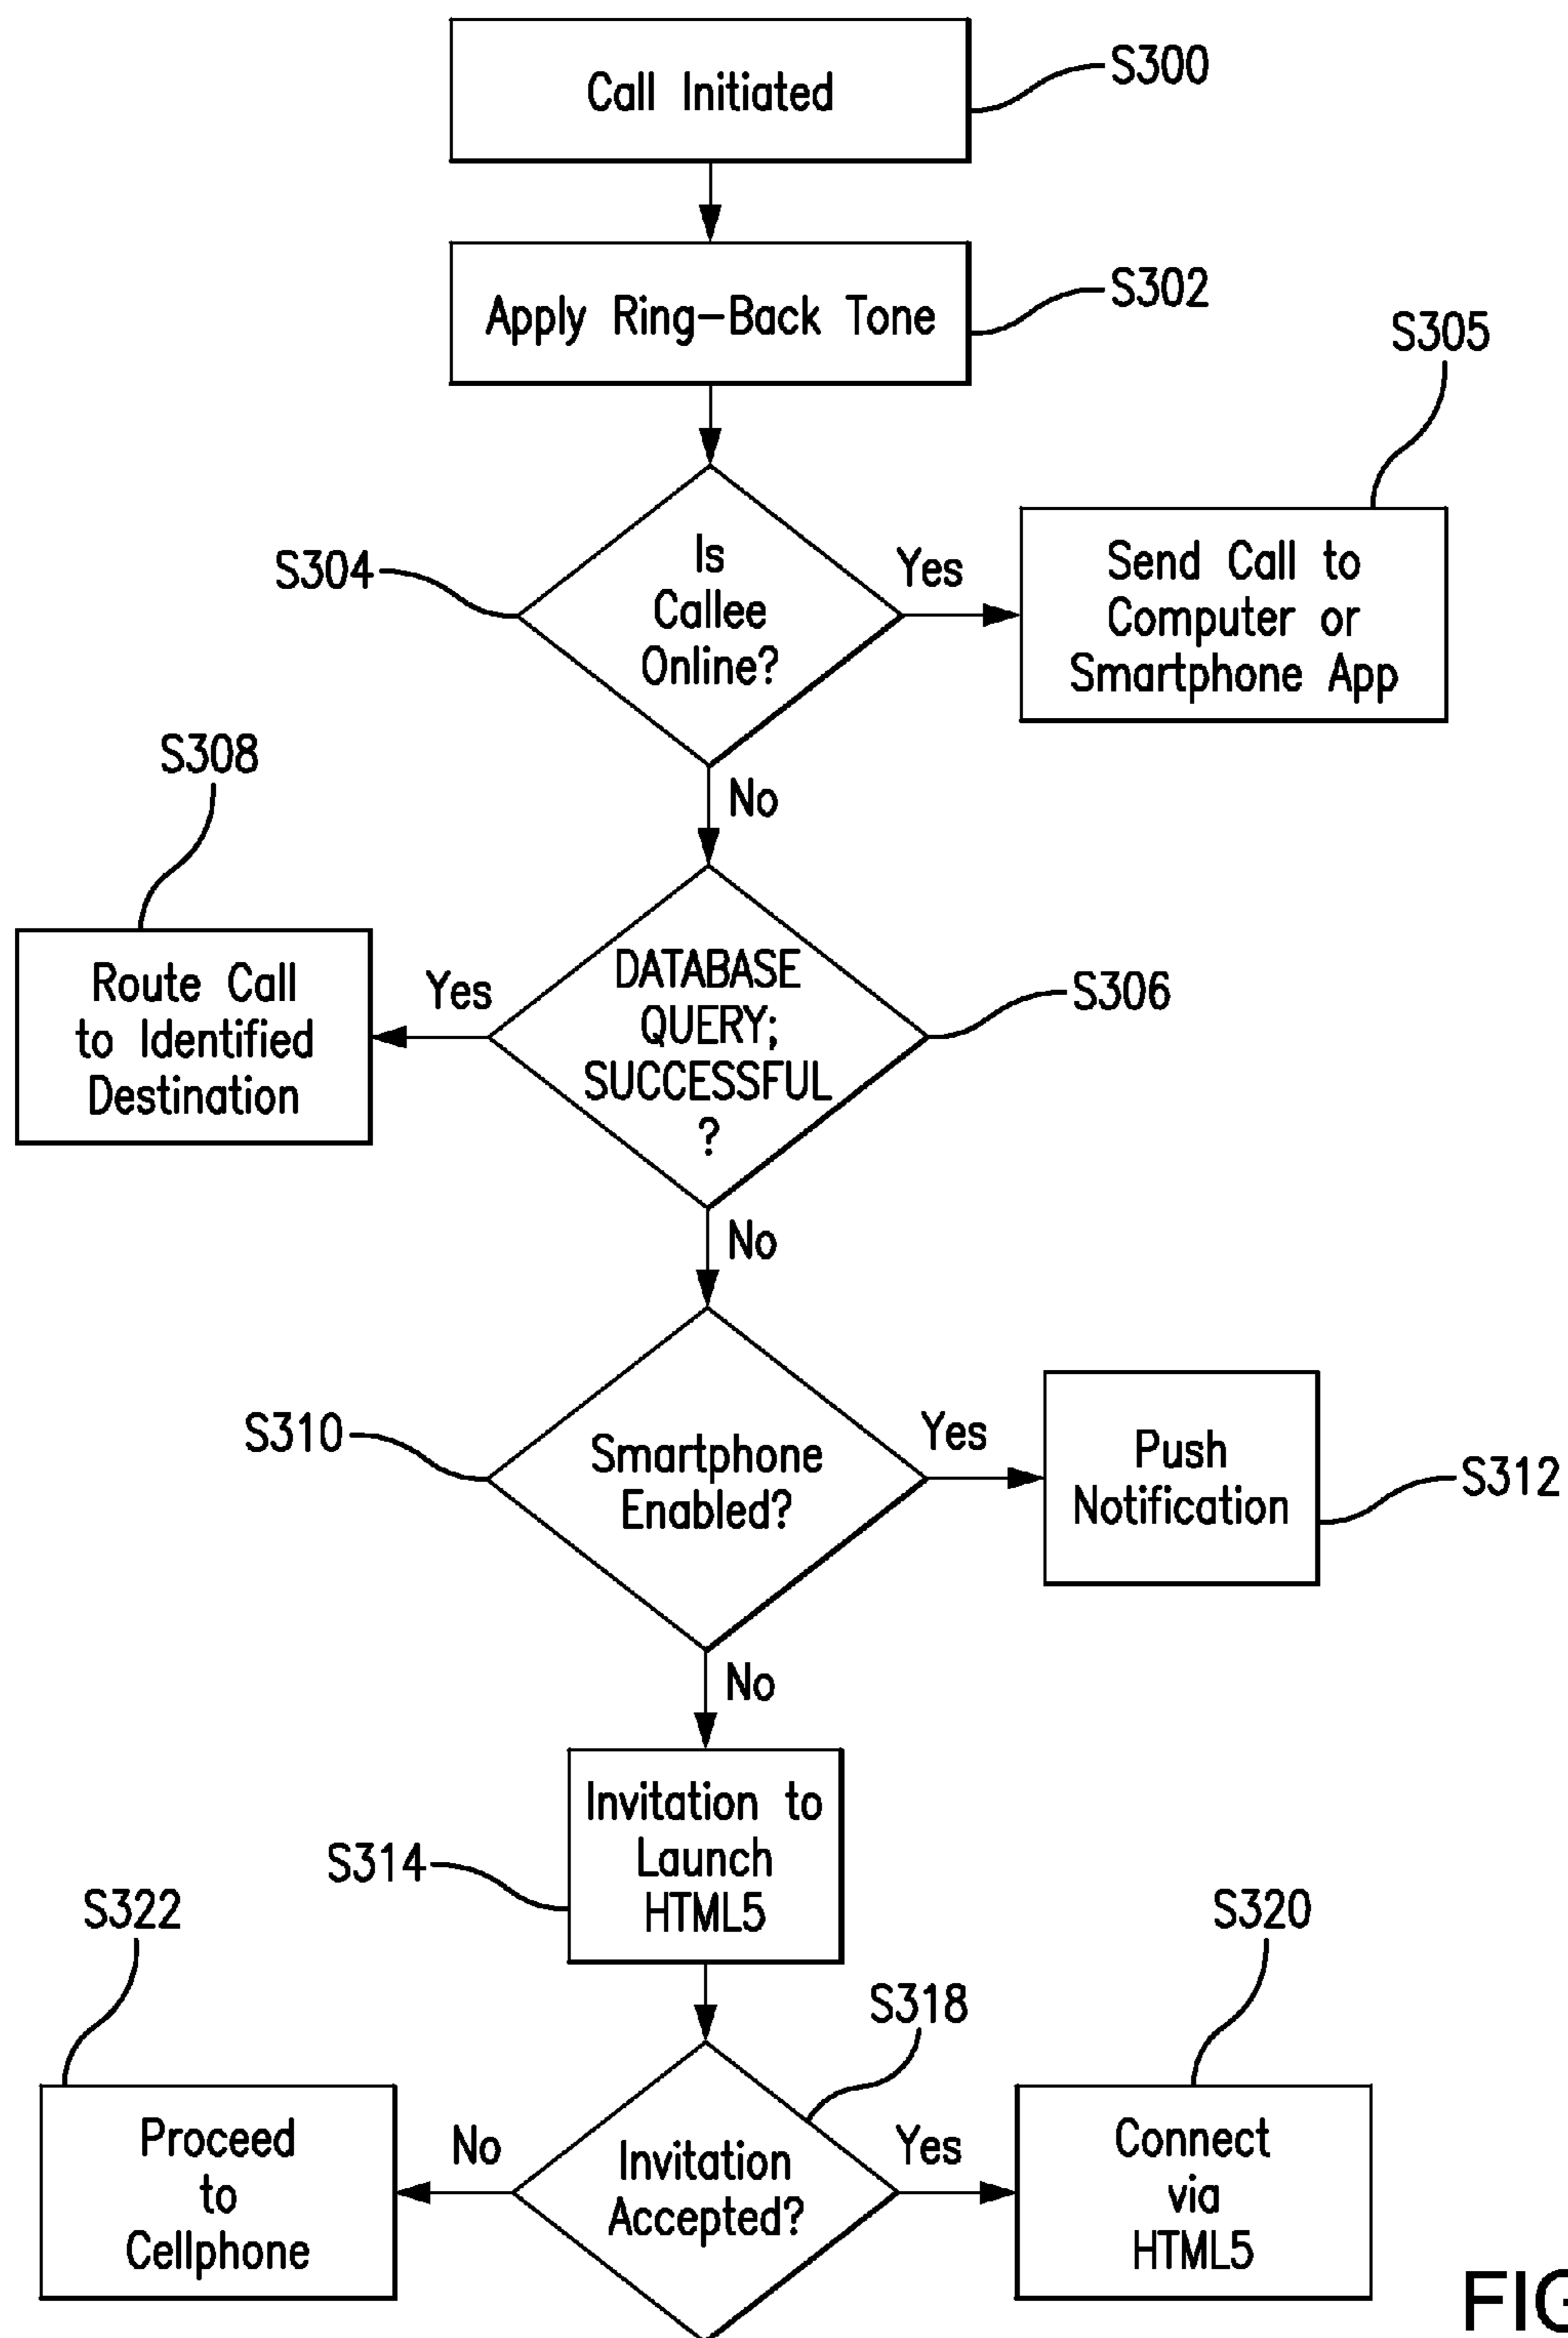 Call Initiated
S300
Apply Ring-Back Tone
S302
S305
S304
Is
Callee
Online?
Yes
Send Call to
Computer or
Smartphone App
No
S308
Route Call
to Identified
Destination
Yes
DATABASE
QUERY;
SUCCESSFUL
?
S306
No
S310
Smartphone
Enabled?
Yes
Push
Notification
S312
No
S314
Invitation to
Launch
HTML5
S322
S318
S320
Proceed
to
Cellphone
No
Invitation
Accepted?
Yes
Connect
via
HTML5